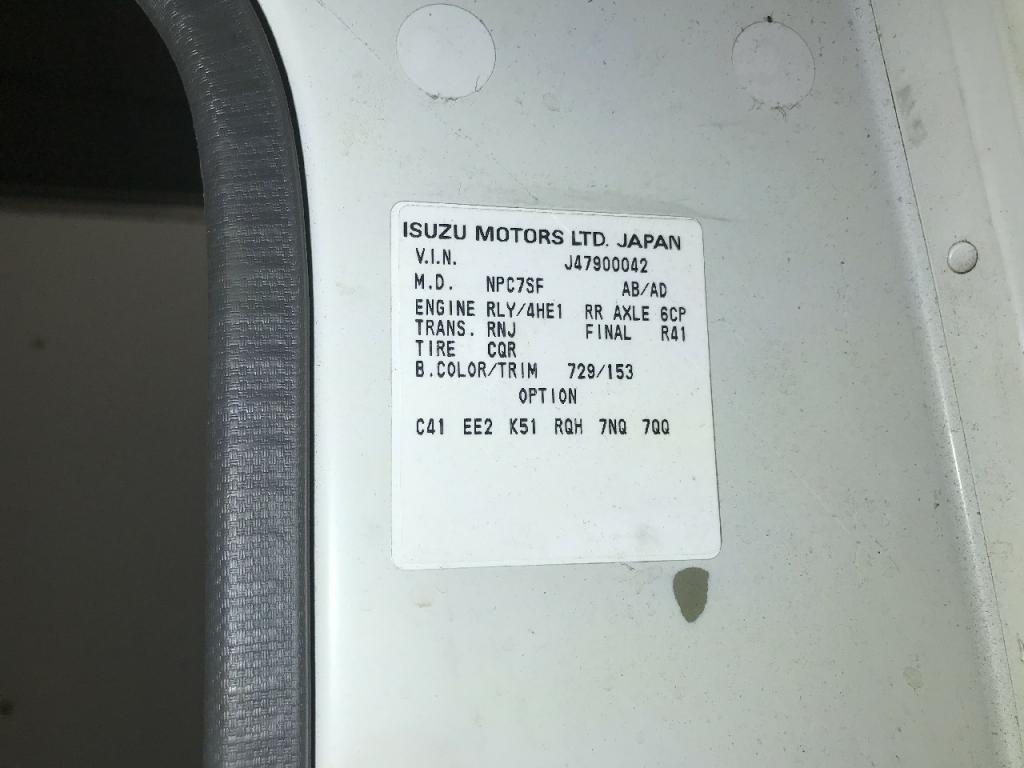 ISUZU MOTORS LTD. JAPAN
V.I.N. J47900042
M.D. NPC7SF AB/AD
ENGINE RLY/4HE1 RR AXLE 6CP
TRANS. RNJ FINAL R41
TIRE CQR
B.COLOR/TRIM 729/153
OPTION
C41 EE2 K51 RQH 7NQ 7QQ